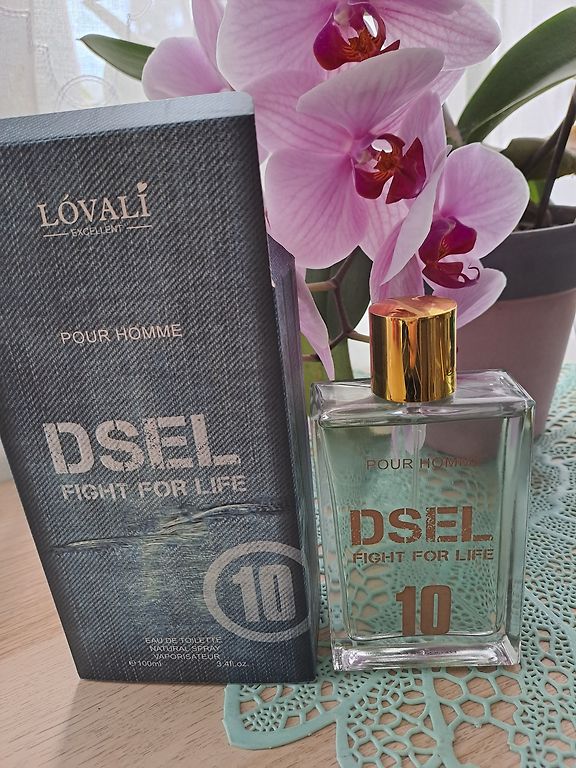 LÓVALÍ
EXCELLENT
POUR HOMME
DSEL
FIGHT FOR LIFE
10
EAU DE TOILETTE
NATURAL SPRAY
VAPORISATEUR
e100ml 3.4fl.oz.
POUR HOMME
DSEL
FIGHT FOR LIFE
10